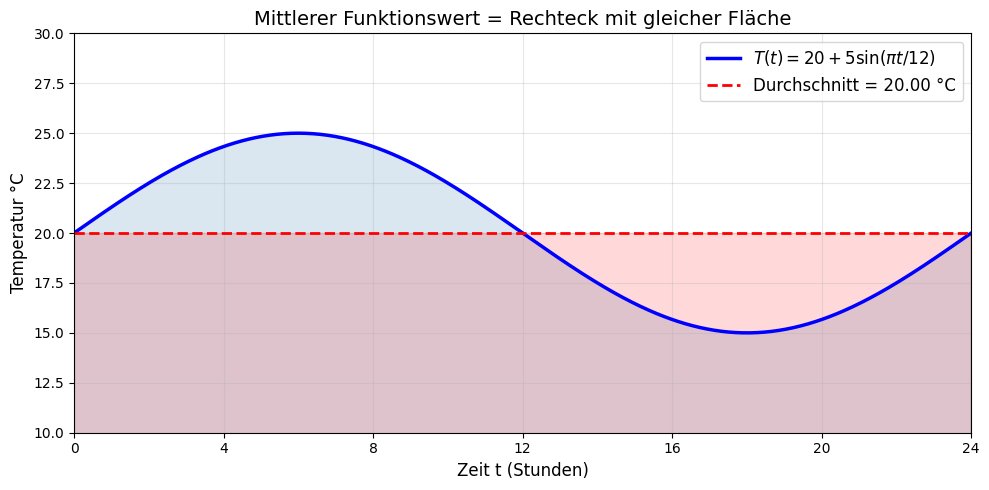 Mittlerer Funktionswert = Rechteck mit gleicher Fläche
T(t) = 20 + 5 sin(πt/12)
Durchschnitt = 20.00 °C
Temperatur °C
30.0
27.5
25.0
22.5
20.0
17.5
15.0
12.5
10.0
0 4 8 12 16 20 24
Zeit t (Stunden)